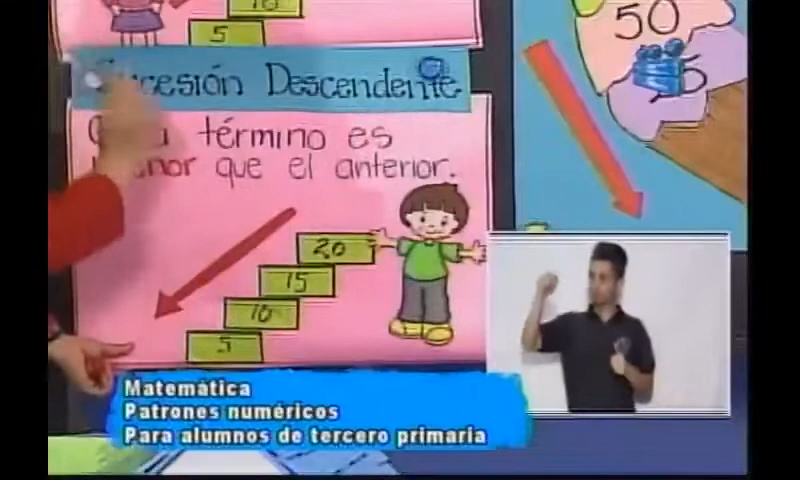 10
5
50
Sucesión Descendente
término es
menor que el anterior.
20
15
10
5
Matemática
Patrones numéricos
Para alumnos de tercero primaria